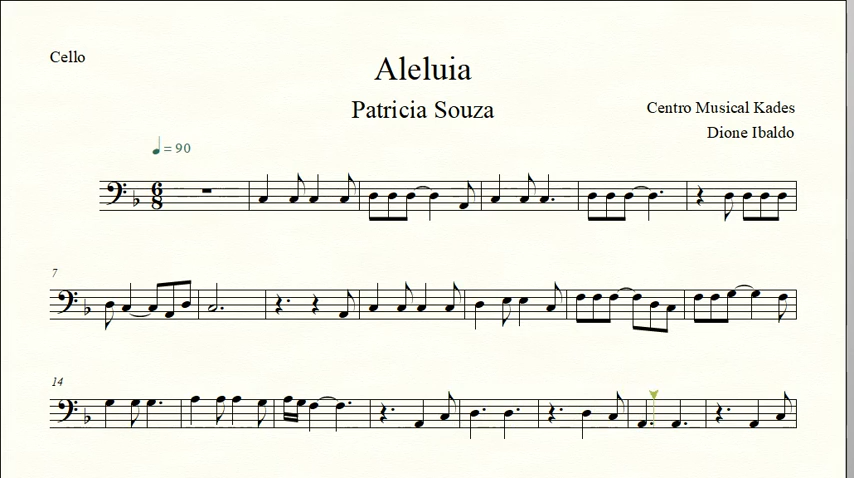 Cello
Aleluia
Patricia Souza
Centro Musical Kades
Dione Ibaldo
= 90
6
8
7
14